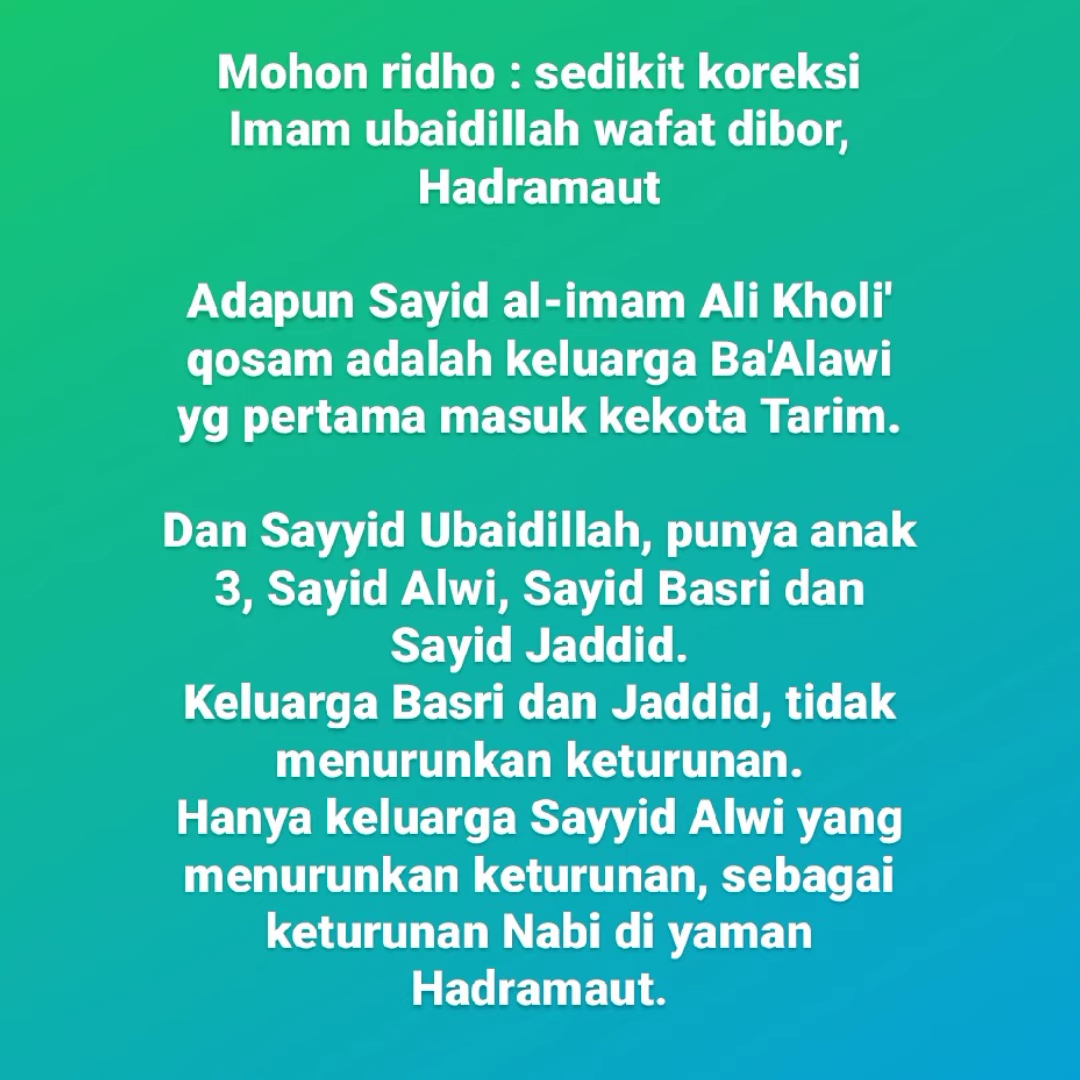 Mohon ridho : sedikit koreksi
Imam ubaidillah wafat dibor,
Hadramaut
Adapun Sayid al-imam Ali Kholi'
qosam adalah keluarga Ba'Alawi
yg pertama masuk kekota Tarim.
Dan Sayyid Ubaidillah, punya anak
3, Sayid Alwi, Sayid Basri dan
Sayid Jaddid.
Keluarga Basri dan Jaddid, tidak
menurunkan keturunan.
Hanya keluarga Sayyid Alwi yang
menurunkan keturunan, sebagai
keturunan Nabi di yaman
Hadramaut.